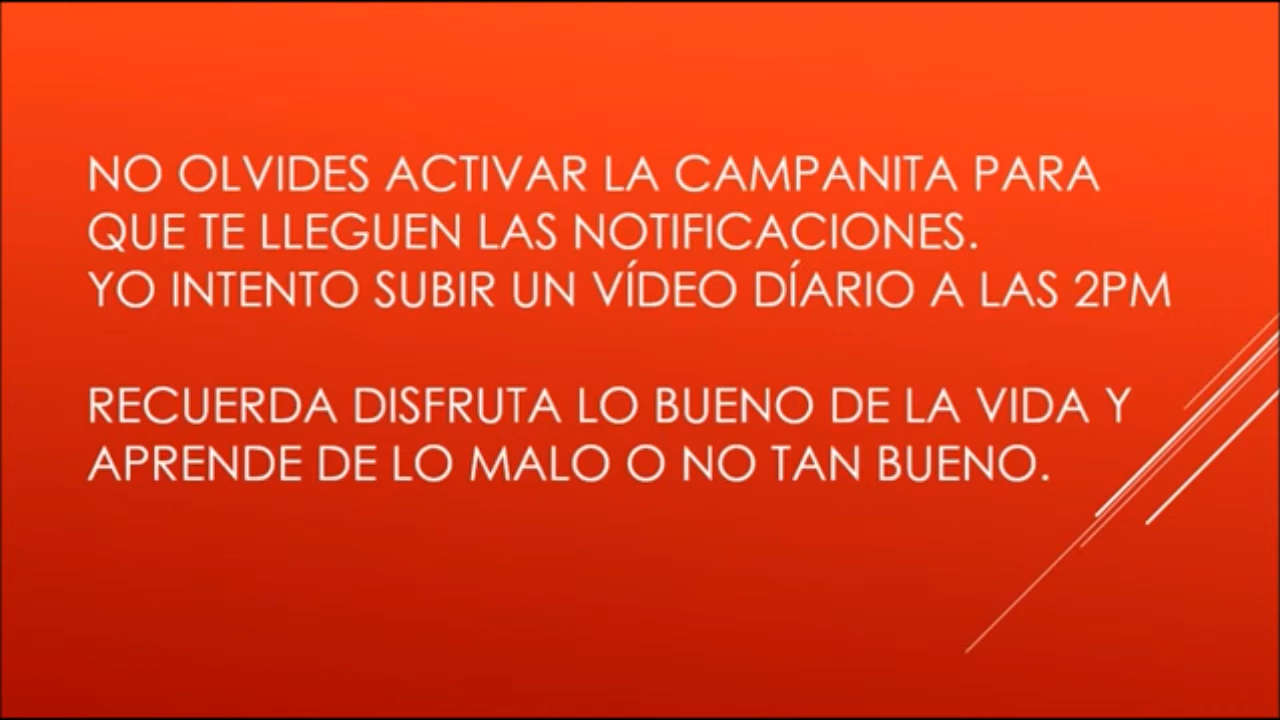 NO OLVIDES ACTIVAR LA CAMPANITA PARA
QUE TE LLEGUEN LAS NOTIFICACIONES.
YO INTENTO SUBIR UN VÍDEO DÍARIO A LAS 2PM
RECUERDA DISFRUTA LO BUENO DE LA VIDA Y
APRENDE DE LO MALO O NO TAN BUENO.